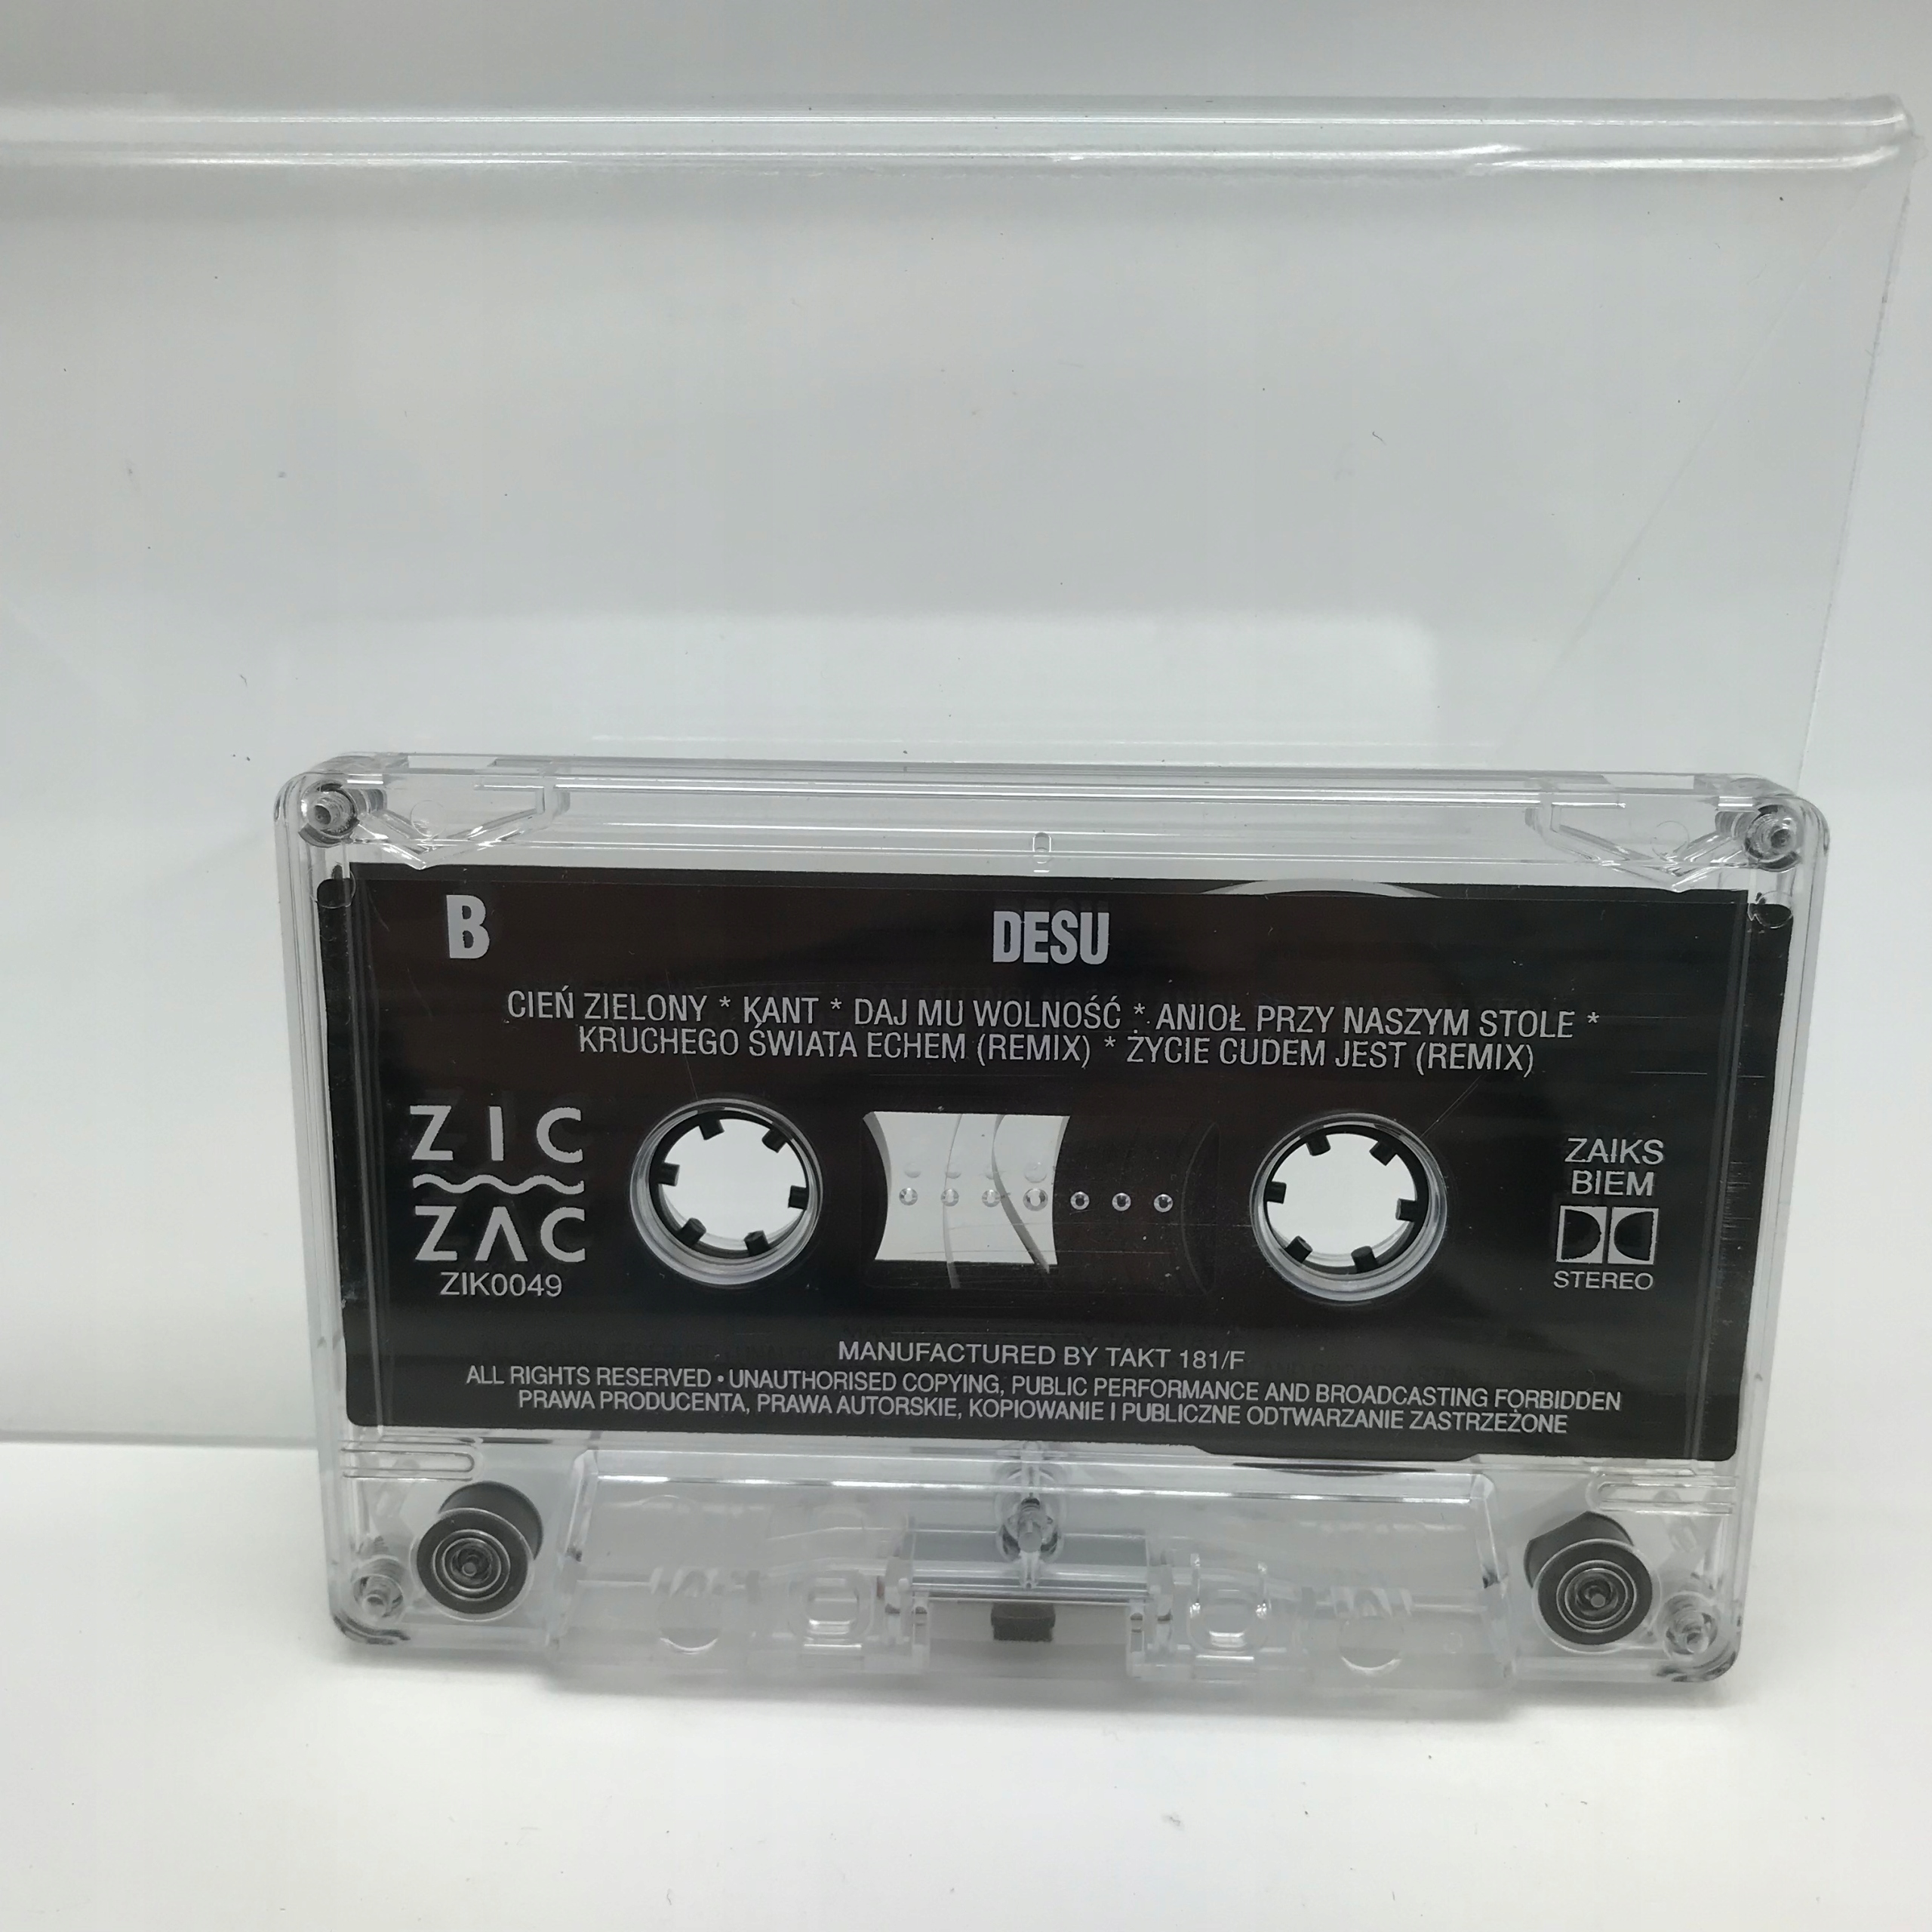 B
DESU
CIEŃ ZIELONY * KANT * DAJ MU WOLNOŚĆ * ANIOŁ PRZY NASZYM STOLE *
KRUCHEGO ŚWIATA ECHEM (REMIX) * ŻYCIE CUDEM JEST (REMIX)
ZIC
ZAC
ZIK0049
ZAIKS
BIEM
STEREO
MANUFACTURED BY TAKT 181/F
ALL RIGHTS RESERVED • UNAUTHORISED COPYING, PUBLIC PERFORMANCE AND BROADCASTING FORBIDDEN
PRAWA PRODUCENTA, PRAWA AUTORSKIE, KOPIOWANIE I PUBLICZNE ODTWARZANIE ZASTRZEŻONE